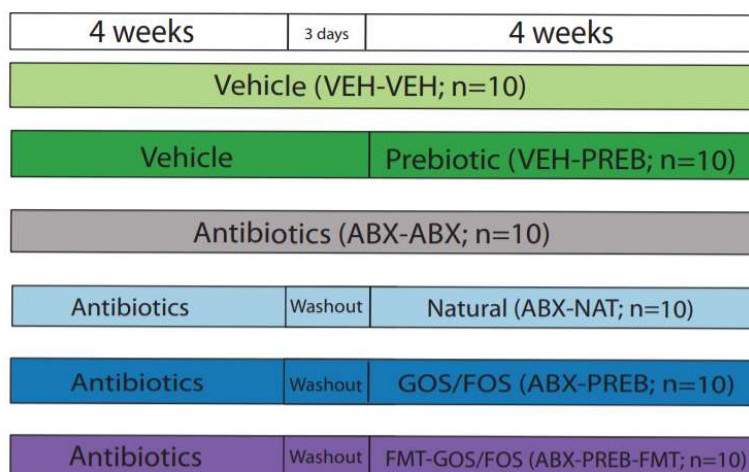 4 weeks 3 days 4 weeks
Vehicle (VEH-VEH; n=10)
Vehicle Prebiotic (VEH-PREB; n=10)
Antibiotics (ABX-ABX; n=10)
Antibiotics Washout Natural (ABX-NAT; n=10)
Antibiotics Washout GOS/FOS (ABX-PREB; n=10)
Antibiotics Washout FMT-GOS/FOS (ABX-PREB-FMT; n=10)